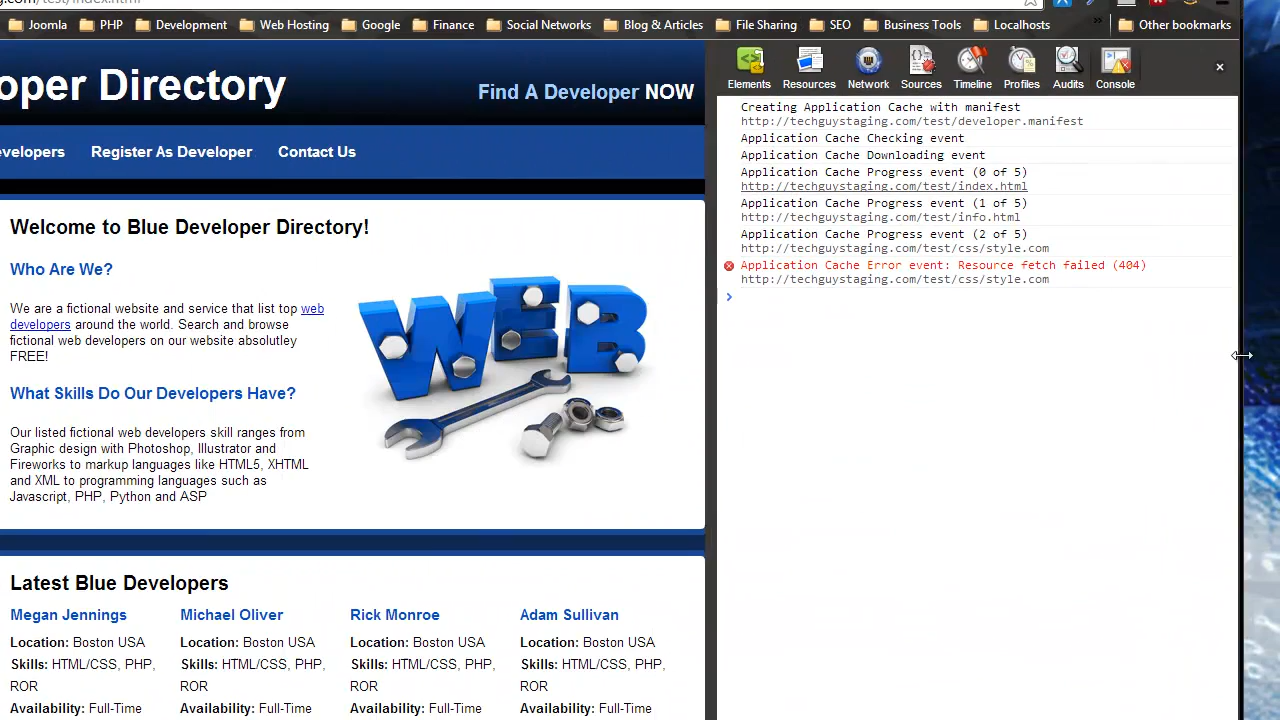 .com/test/index.html
Joomla PHP Development Web Hosting Google Finance Social Networks Blog & Articles File Sharing SEO Business Tools Localhosts » Other bookmarks
oper Directory
Find A Developer NOW
evelopers Register As Developer Contact Us
Welcome to Blue Developer Directory!
Who Are We?
We are a fictional website and service that list top web
developers around the world. Search and browse
fictional web developers on our website absolutley
FREE!
What Skills Do Our Developers Have?
Our listed fictional web developers skill ranges from
Graphic design with Photoshop, Illustrator and
Fireworks to markup languages like HTML5, XHTML
and XML to programming languages such as
Javascript, PHP, Python and ASP
WEB
Latest Blue Developers
Megan Jennings Michael Oliver Rick Monroe Adam Sullivan
Location: Boston USA Location: Boston USA Location: Boston USA Location: Boston USA
Skills: HTML/CSS, PHP, Skills: HTML/CSS, PHP, Skills: HTML/CSS, PHP, Skills: HTML/CSS, PHP,
ROR ROR ROR ROR
Availability: Full-Time Availability: Full-Time Availability: Full-Time Availability: Full-Time
Elements Resources Network Sources Timeline Profiles Audits Console
Creating Application Cache with manifest
http://techguystaging.com/test/developer.manifest
Application Cache Checking event
Application Cache Downloading event
Application Cache Progress event (0 of 5)
http://techguystaging.com/test/index.html
Application Cache Progress event (1 of 5)
http://techguystaging.com/test/info.html
Application Cache Progress event (2 of 5)
http://techguystaging.com/test/css/style.com
Application Cache Error event: Resource fetch failed (404)
http://techguystaging.com/test/css/style.com